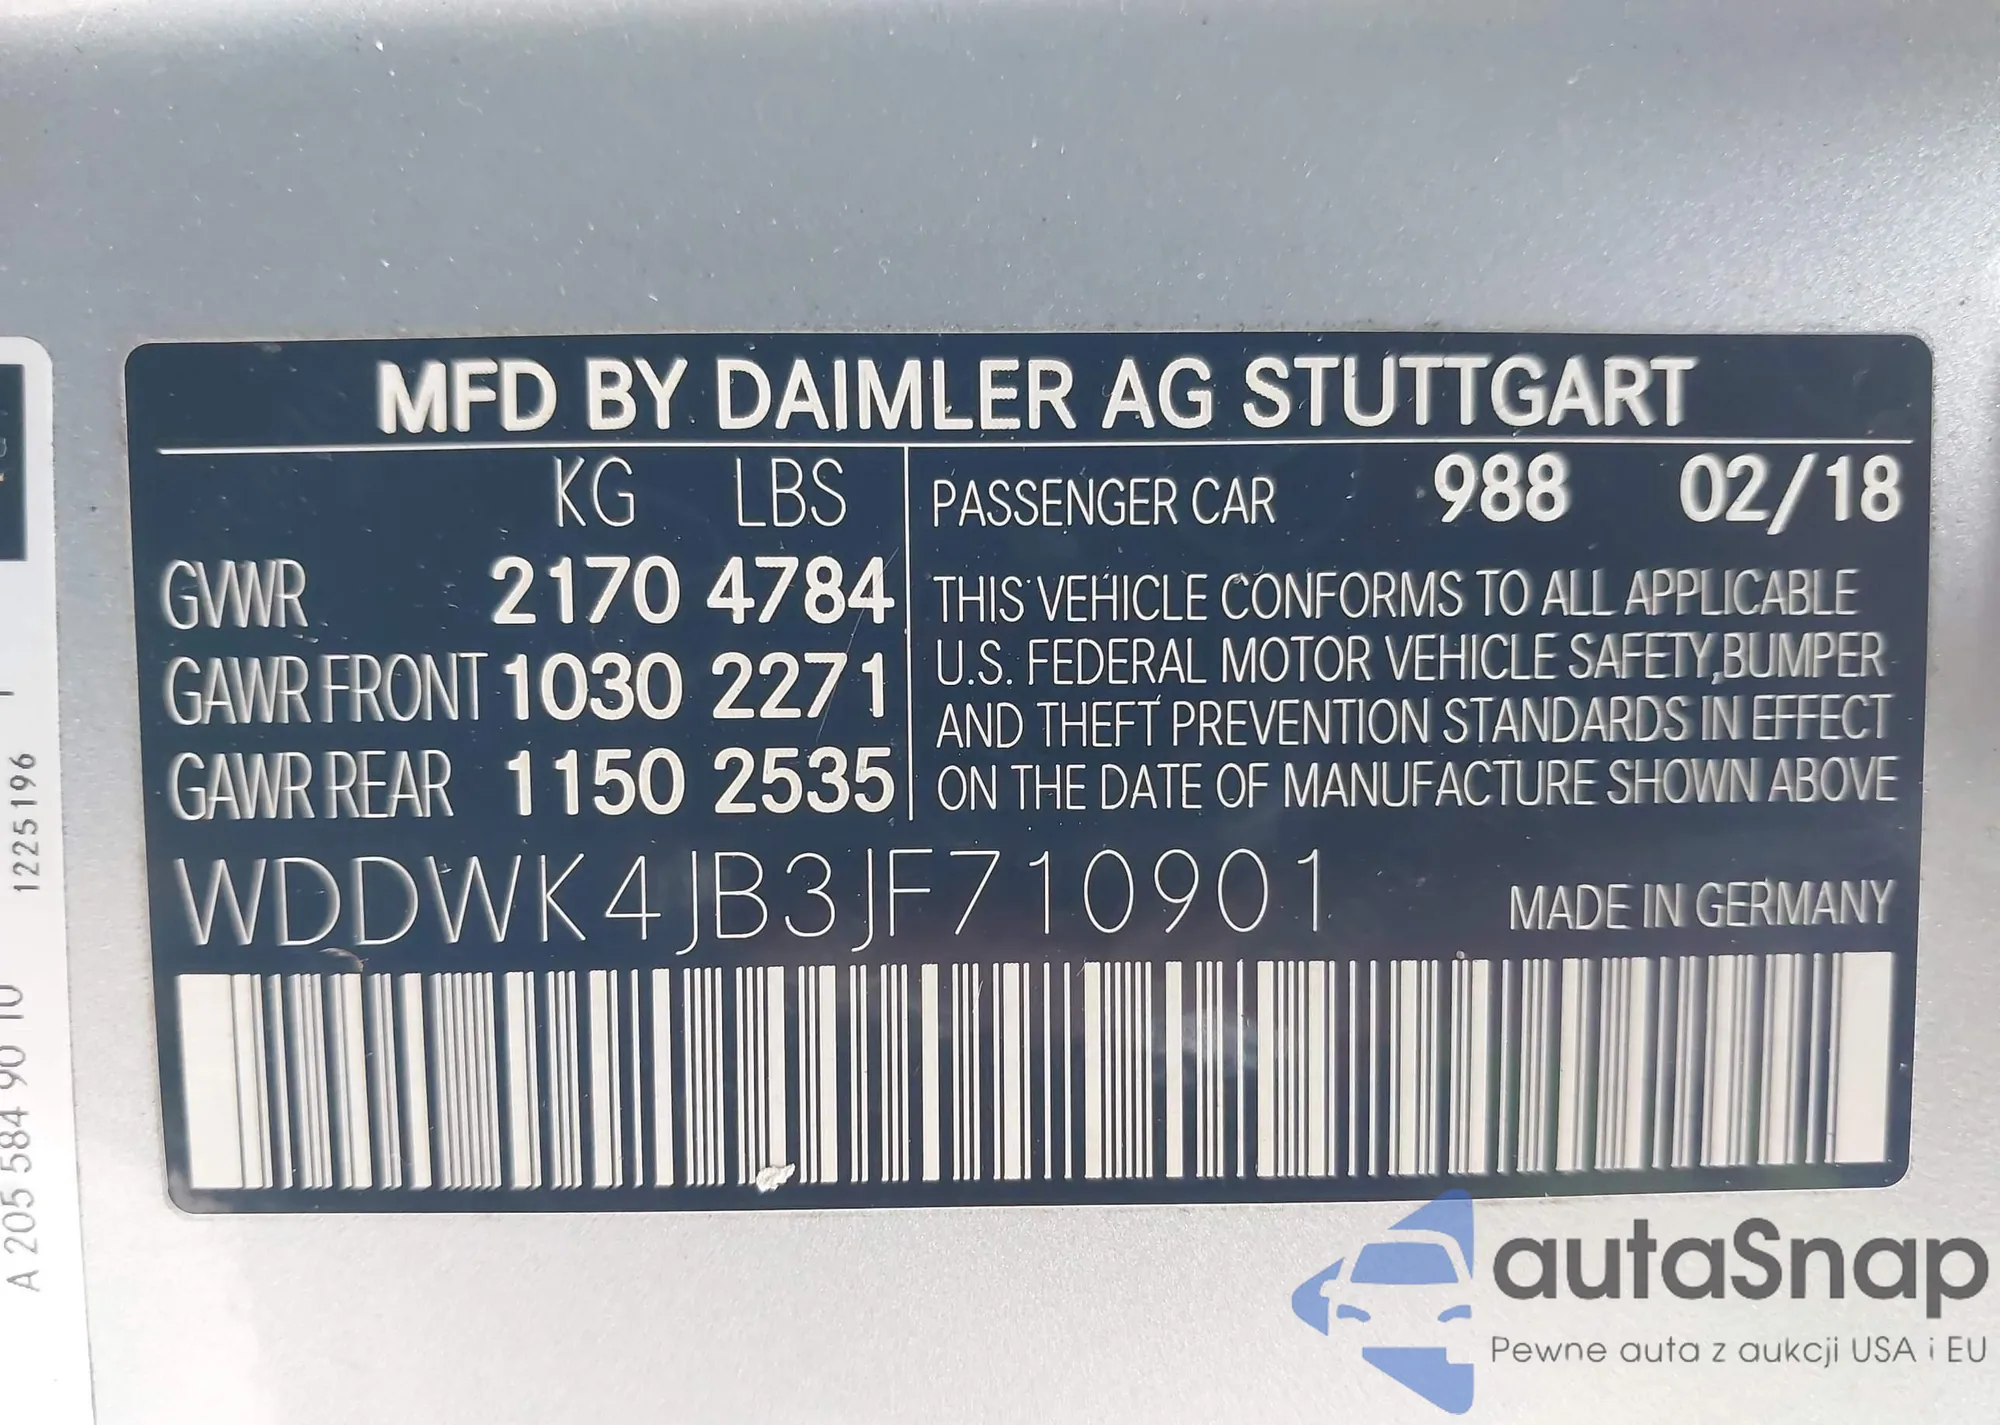 MFD BY DAIMLER AG STUTTGART
KG LBS
GVWR 2170 4784
GAWR FRONT 1030 2271
GAWR REAR 1150 2535
PASSENGER CAR 988 02/18
THIS VEHICLE CONFORMS TO ALL APPLICABLE
U.S. FEDERAL MOTOR VEHICLE SAFETY,BUMPER
AND THEFT PREVENTION STANDARDS IN EFFECT
ON THE DATE OF MANUFACTURE SHOWN ABOVE
WDDWK4JB3JF710901
MADE IN GERMANY
12225196
A 205 584 90 10
autaSnap
Pewne auta z aukcji USA i EU